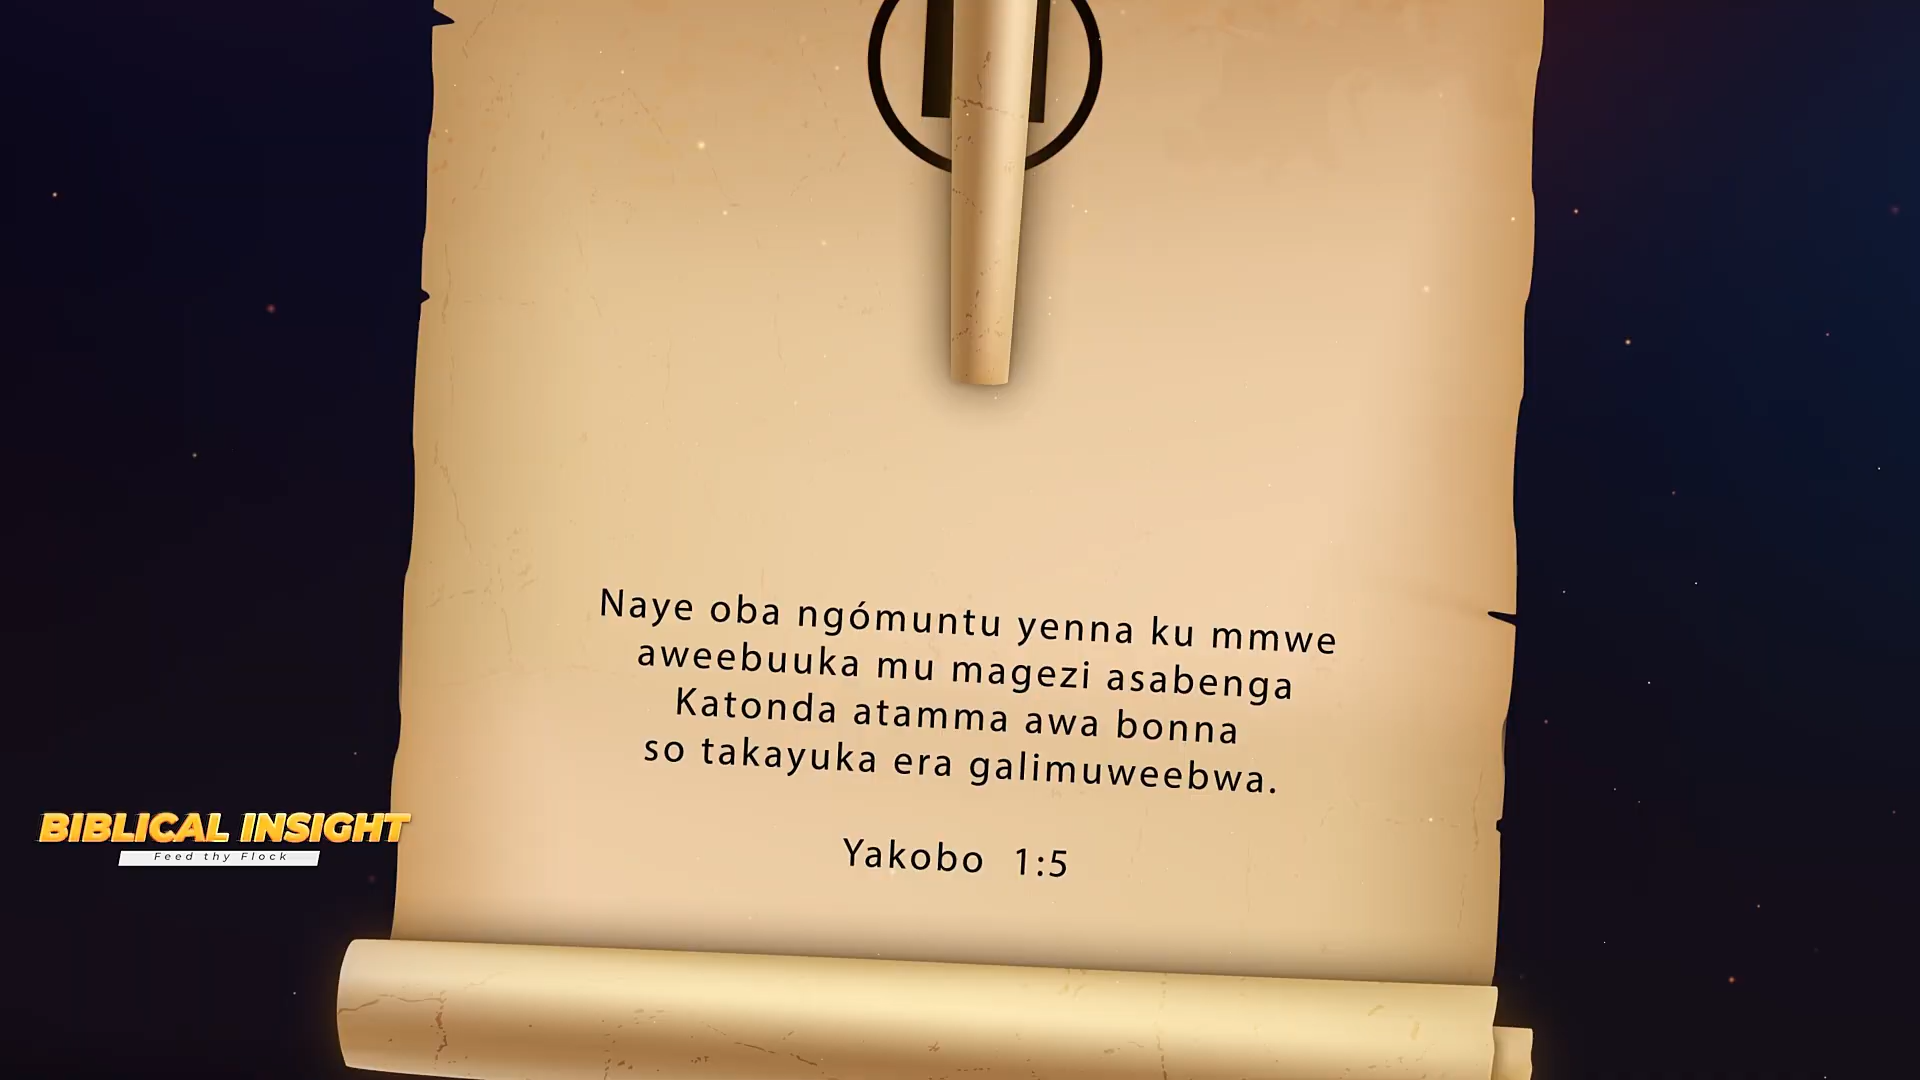 Naye oba ngómuntu yenna ku mmwe
aweebuuka mu magezi asabenga
Katonda atamma awa bonna
so takayuka era galimuweebwa.
Yakobo 1:5
BIBLICAL INSIGHT
Feed thy Flock